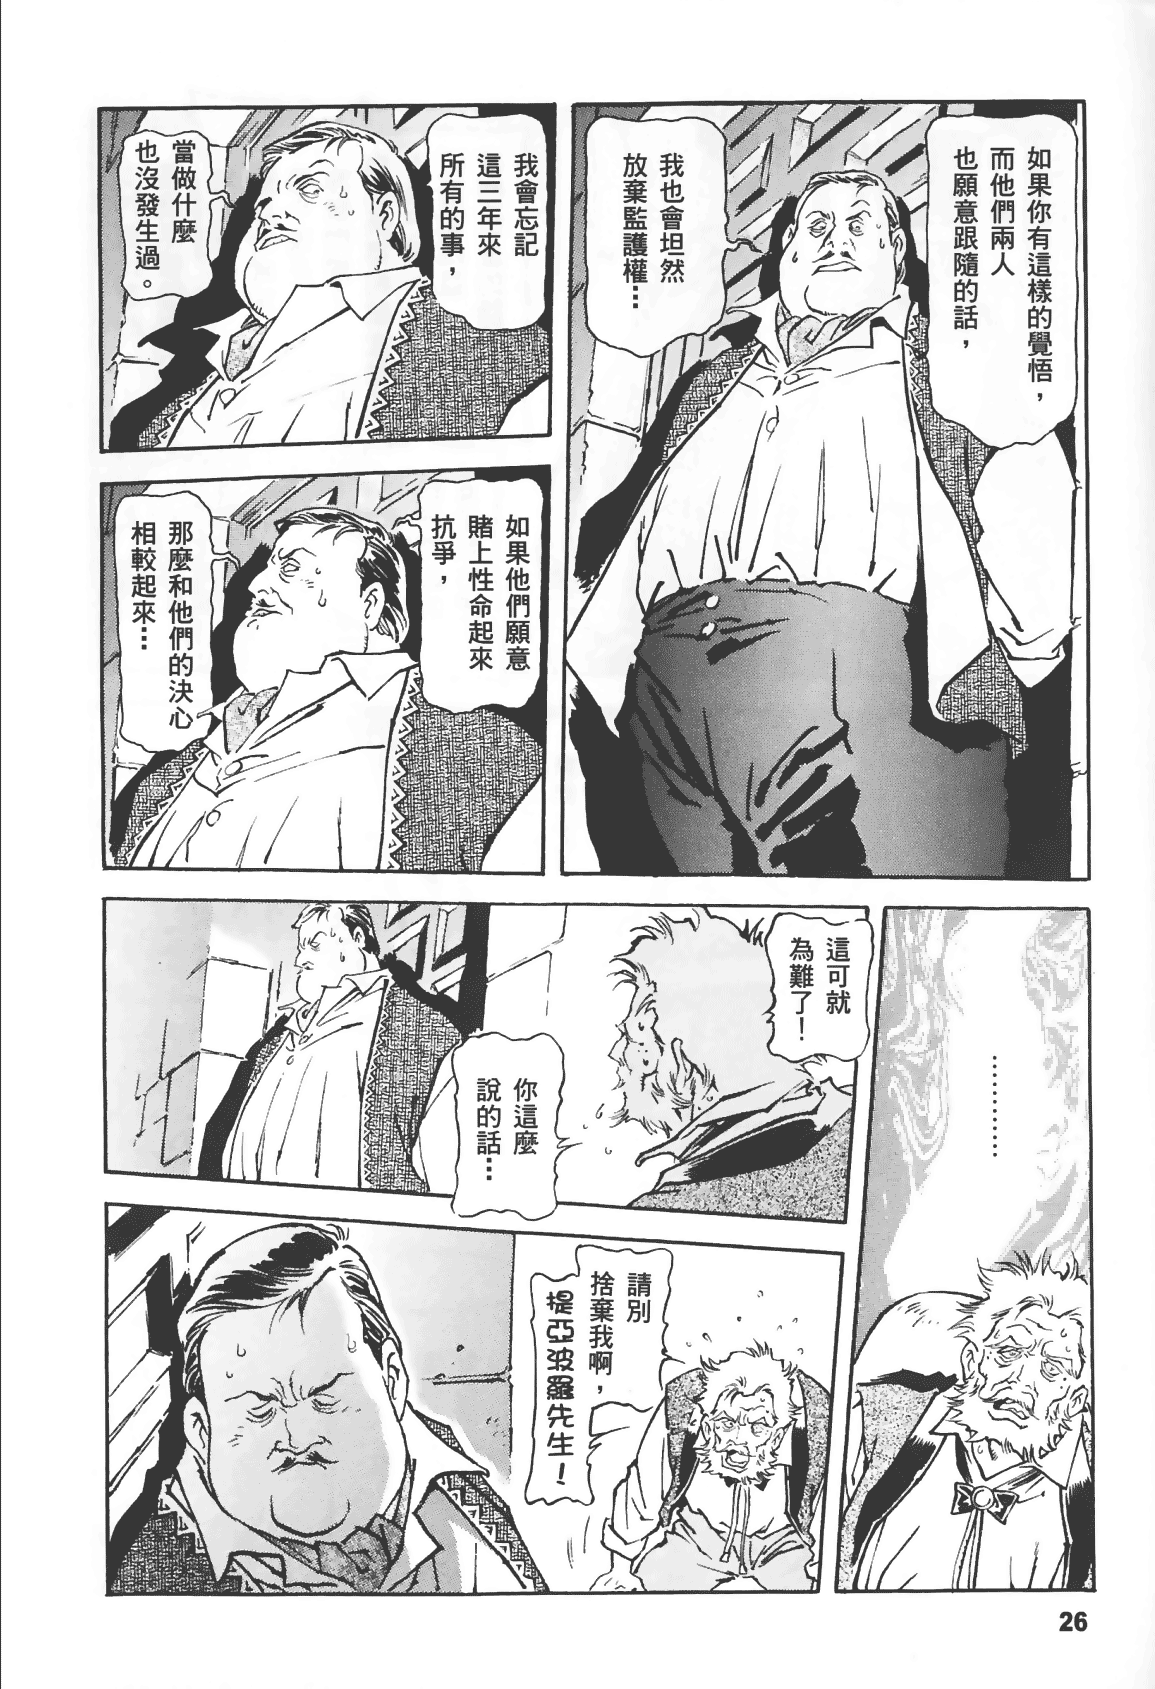 如果你有這樣的覺悟，
而他們兩人
也願意跟隨的話，
我也會坦然
放棄監護權…
我會忘記
這三年來
所有的事，
當做什麼
也沒發生過。
如果他們願意
賭上性命起來
抗爭，
那麼和他們的決心
相較起來…
…………
這可就
為難了！
你這麼
說的話…
請別
捨棄我啊，
提亞波羅先生！
26